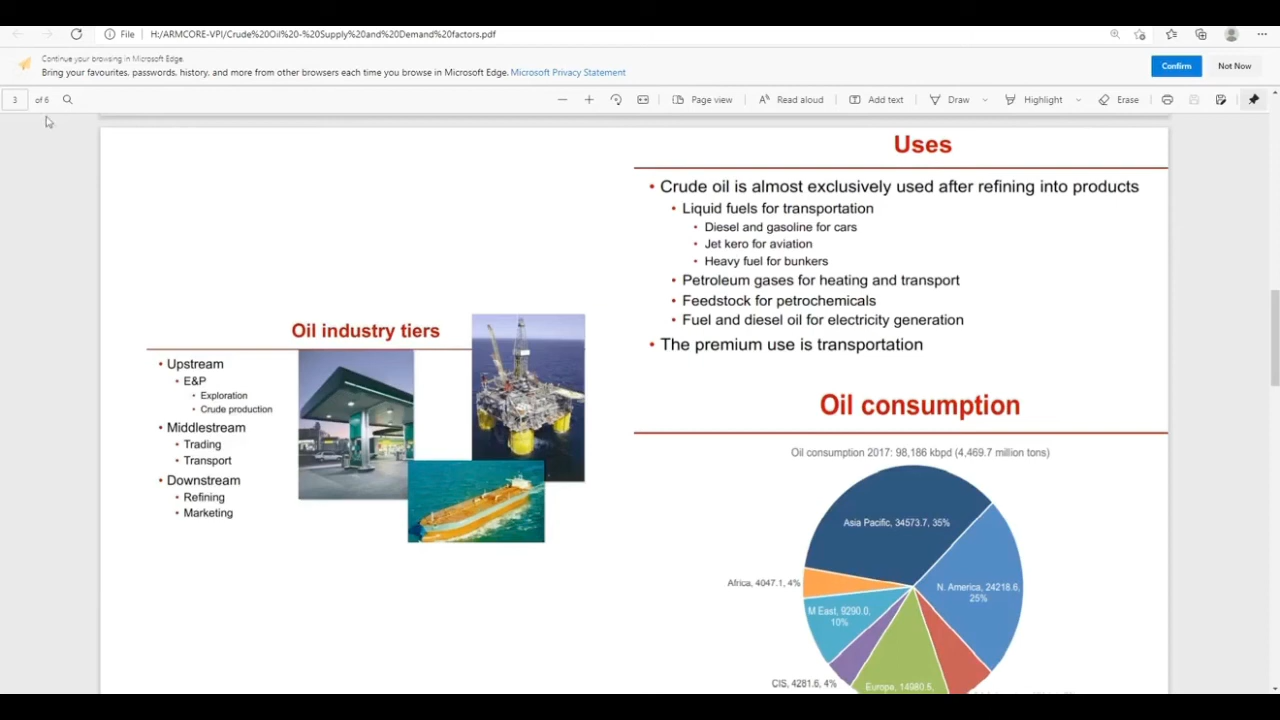 File
H:/ARMCORE-VPI/Crude%20Oil%20-%20Supply%20and%20Demand%20factors.pdf
Continue your browsing in Microsoft Edge.
Bring your favourites, passwords, history, and more from other browsers each time you browse in Microsoft Edge. Microsoft Privacy Statement
Confirm
Not Now
3 of 6
Page view
Read aloud
Add text
Draw
Highlight
Erase
Oil industry tiers
• Upstream
• E&P
• Exploration
• Crude production
• Middlestream
• Trading
• Transport
• Downstream
• Refining
• Marketing
Uses
• Crude oil is almost exclusively used after refining into products
• Liquid fuels for transportation
• Diesel and gasoline for cars
• Jet kero for aviation
• Heavy fuel for bunkers
• Petroleum gases for heating and transport
• Feedstock for petrochemicals
• Fuel and diesel oil for electricity generation
• The premium use is transportation
Oil consumption
Oil consumption 2017: 98,186 kbpd (4,469.7 million tons)
Asia Pacific, 34573.7, 35%
N. America, 24218.6,
25%
Africa, 4047.1, 4%
M East, 9290.0,
10%
CIS, 4281.6, 4%
Europe, 14980.5,